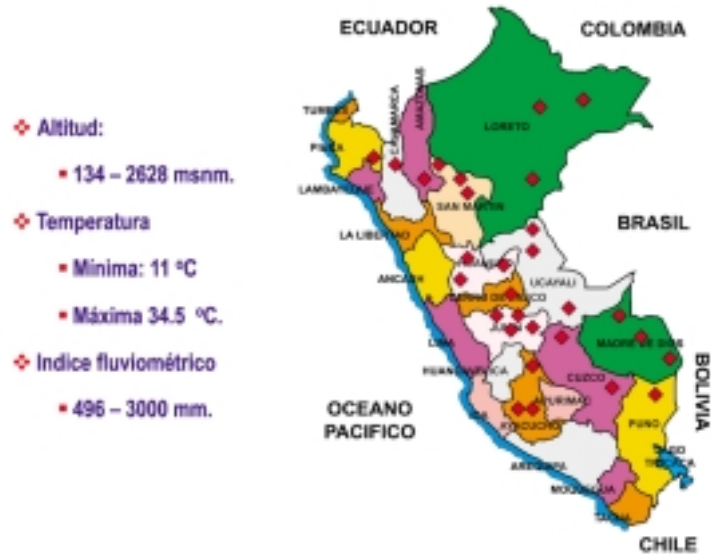 ❖ Altitud:
▪ 134 – 2628 msnm.
❖ Temperatura
▪ Mínima: 11 ºC
▪ Máxima 34.5 ºC.
❖ Indice fluviométrico
▪ 496 – 3000 mm.
ECUADOR
COLOMBIA
BRASIL
BOLIVIA
CHILE
OCEANO
PACIFICO
TUMBES
PIURA
LAMBAYEQUE
CAJAMARCA
AMAZONAS
LORETO
SAN MARTIN
LA LIBERTAD
ANCASH
UCAYALI
LIMA
HUANCAVELICA
MADRE DE DIOS
CUZCO
APURIMAC
AYACUCHO
PUNO
LAGO
TITICACA
AREQUIPA
MOQUEGUA
TACNA